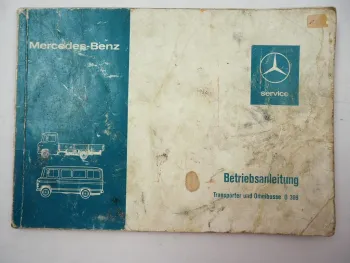 Mercedes-Benz
service
Betriebsanleitung
Transporter und Omnibusse O 309